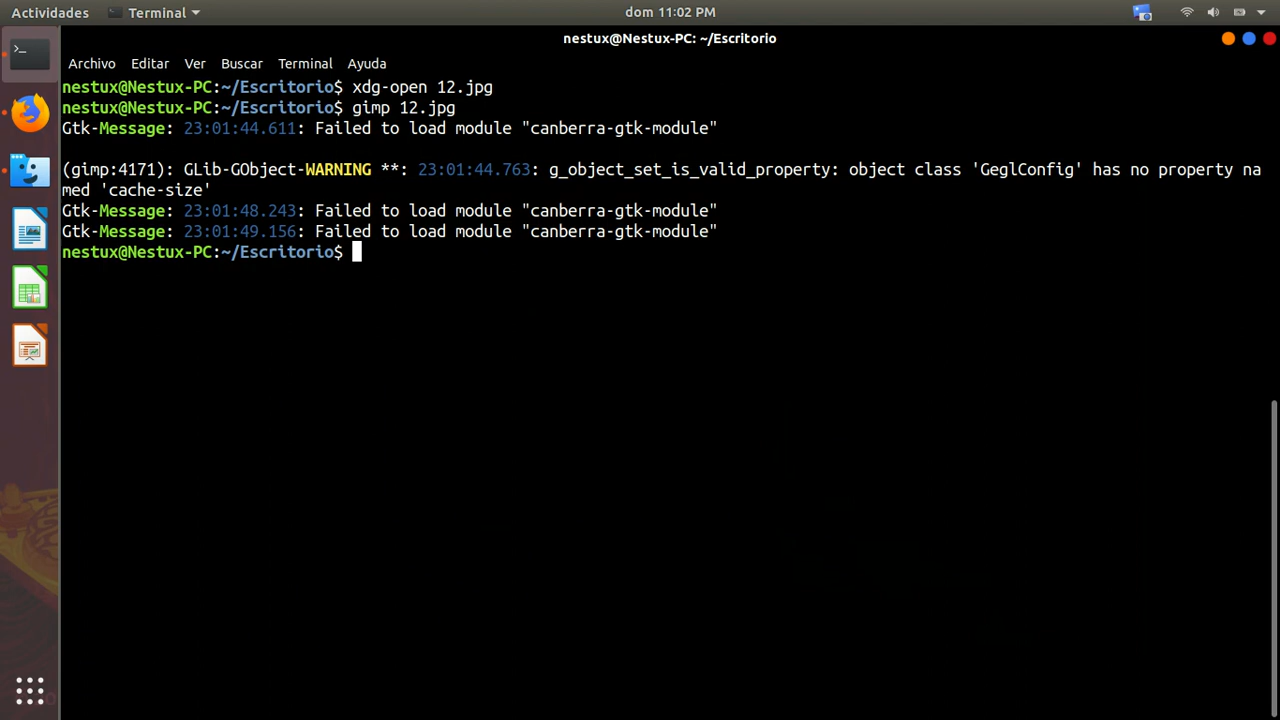 Actividades Terminal dom 11:02 PM
nestux@Nestux-PC: ~/Escritorio
Archivo Editar Ver Buscar Terminal Ayuda
nestux@Nestux-PC:~/Escritorio$ xdg-open 12.jpg
nestux@Nestux-PC:~/Escritorio$ gimp 12.jpg
Gtk-Message: 23:01:44.611: Failed to load module "canberra-gtk-module"
(gimp:4171): GLib-GObject-WARNING **: 23:01:44.763: g_object_set_is_valid_property: object class 'GeglConfig' has no property na
med 'cache-size'
Gtk-Message: 23:01:48.243: Failed to load module "canberra-gtk-module"
Gtk-Message: 23:01:49.156: Failed to load module "canberra-gtk-module"
nestux@Nestux-PC:~/Escritorio$